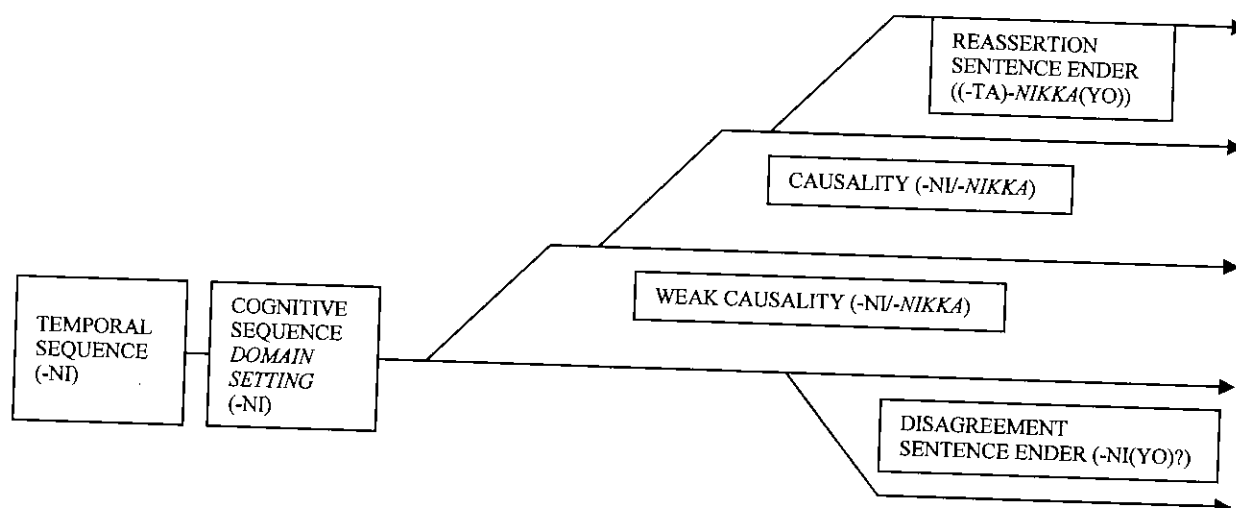 REASSERTION
SENTENCE ENDER
((-TA)-NIKKA(YO))
CAUSALITY (-NI/-NIKKA)
WEAK CAUSALITY (-NI/-NIKKA)
TEMPORAL
SEQUENCE
(-NI)
COGNITIVE
SEQUENCE
DOMAIN
SETTING
(-NI)
DISAGREEMENT
SENTENCE ENDER (-NI(YO)?)